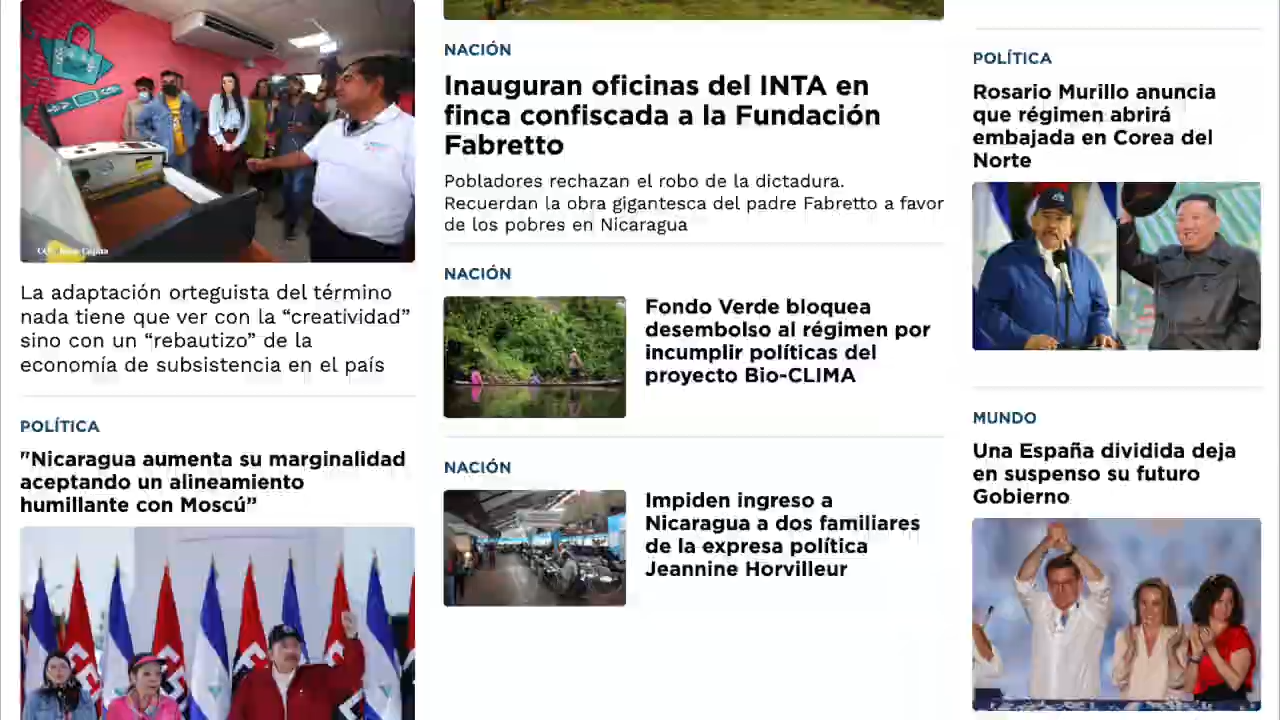 La adaptación orteguista del término
nada tiene que ver con la “creatividad”
sino con un “rebautizo” de la
economía de subsistencia en el país
POLÍTICA
"Nicaragua aumenta su marginalidad
aceptando un alineamiento
humillante con Moscú”
NACIÓN
Inauguran oficinas del INTA en
finca confiscada a la Fundación
Fabretto
Pobladores rechazan el robo de la dictadura.
Recuerdan la obra gigantesca del padre Fabretto a favor
de los pobres en Nicaragua
NACIÓN
Fondo Verde bloquea
desembolso al régimen por
incumplir políticas del
proyecto Bio-CLIMA
NACIÓN
Impiden ingreso a
Nicaragua a dos familiares
de la expresa política
Jeannine Horvilleur
POLÍTICA
Rosario Murillo anuncia
que régimen abrirá
embajada en Corea del
Norte
MUNDO
Una España dividida deja
en suspenso su futuro
Gobierno